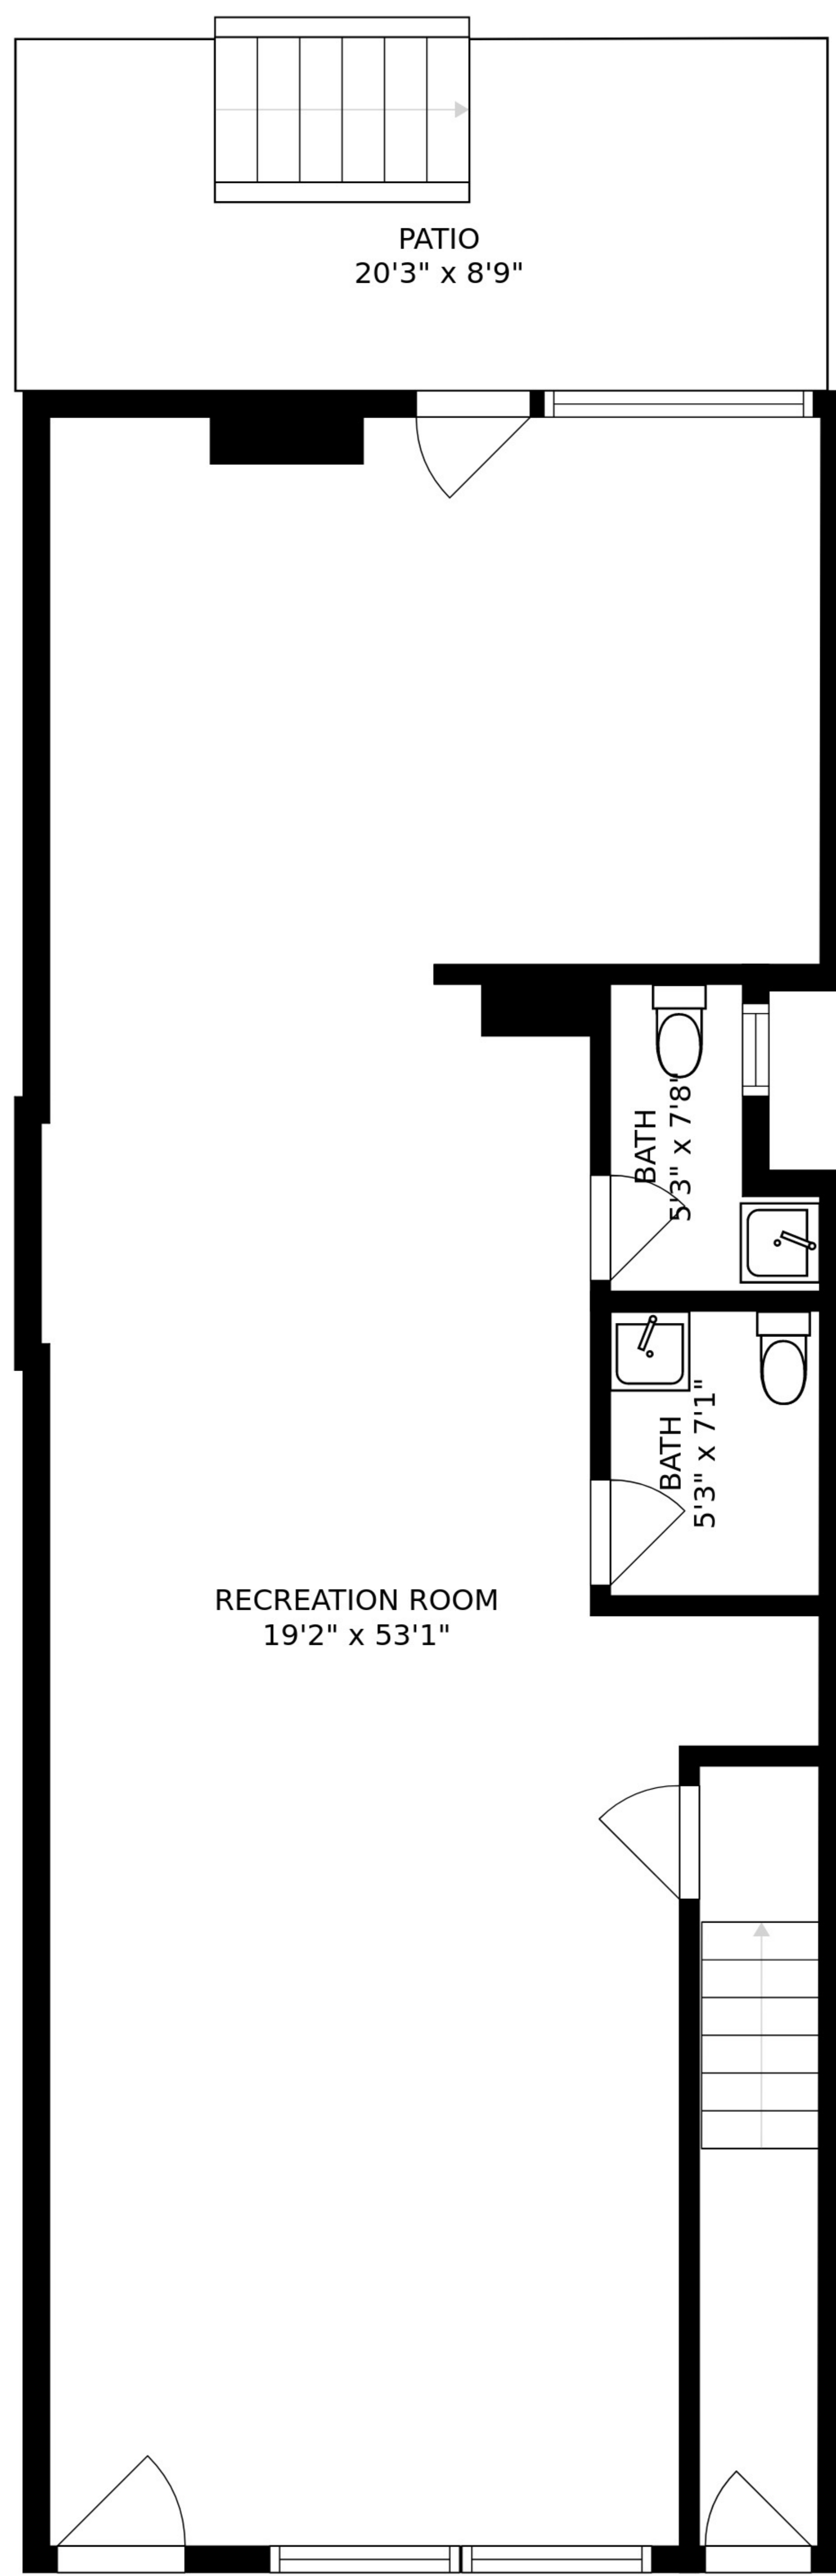 PATIO
20'3" x 8'9"
BATH
5'3" x 7'8"
BATH
5'3" x 7'1"
RECREATION ROOM
19'2" x 53'1"